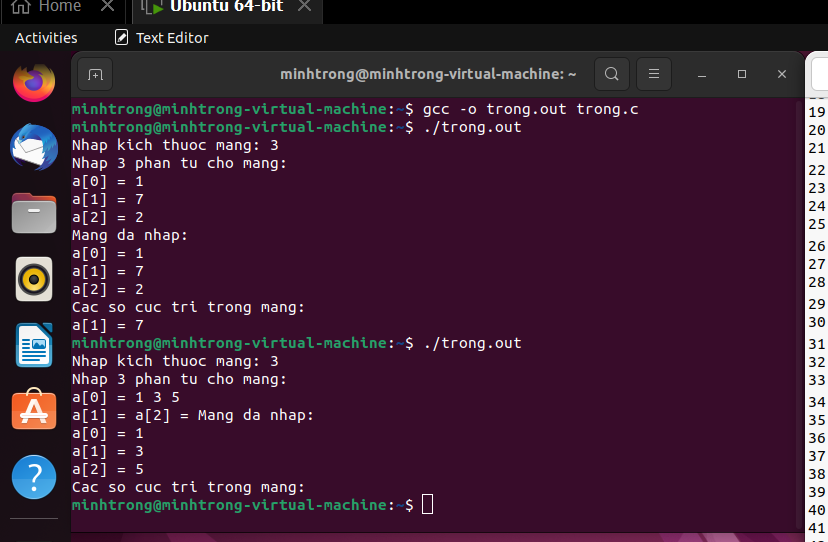 Home
Ubuntu 64-bit
Activities
Text Editor
minhtrong@minhtrong-virtual-machine: ~
minhtrong@minhtrong-virtual-machine:~$ gcc -o trong.out trong.c
minhtrong@minhtrong-virtual-machine:~$ ./trong.out
Nhap kich thuoc mang: 3
Nhap 3 phan tu cho mang:
a[0] = 1
a[1] = 7
a[2] = 2
Mang da nhap:
a[0] = 1
a[1] = 7
a[2] = 2
Cac so cuc tri trong mang:
a[1] = 7
minhtrong@minhtrong-virtual-machine:~$ ./trong.out
Nhap kich thuoc mang: 3
Nhap 3 phan tu cho mang:
a[0] = 1 3 5
a[1] = a[2] = Mang da nhap:
a[0] = 1
a[1] = 3
a[2] = 5
Cac so cuc tri trong mang:
minhtrong@minhtrong-virtual-machine:~$
19
20
21
22
23
24
25
26
27
28
29
30
31
32
33
34
35
36
37
38
39
40
41